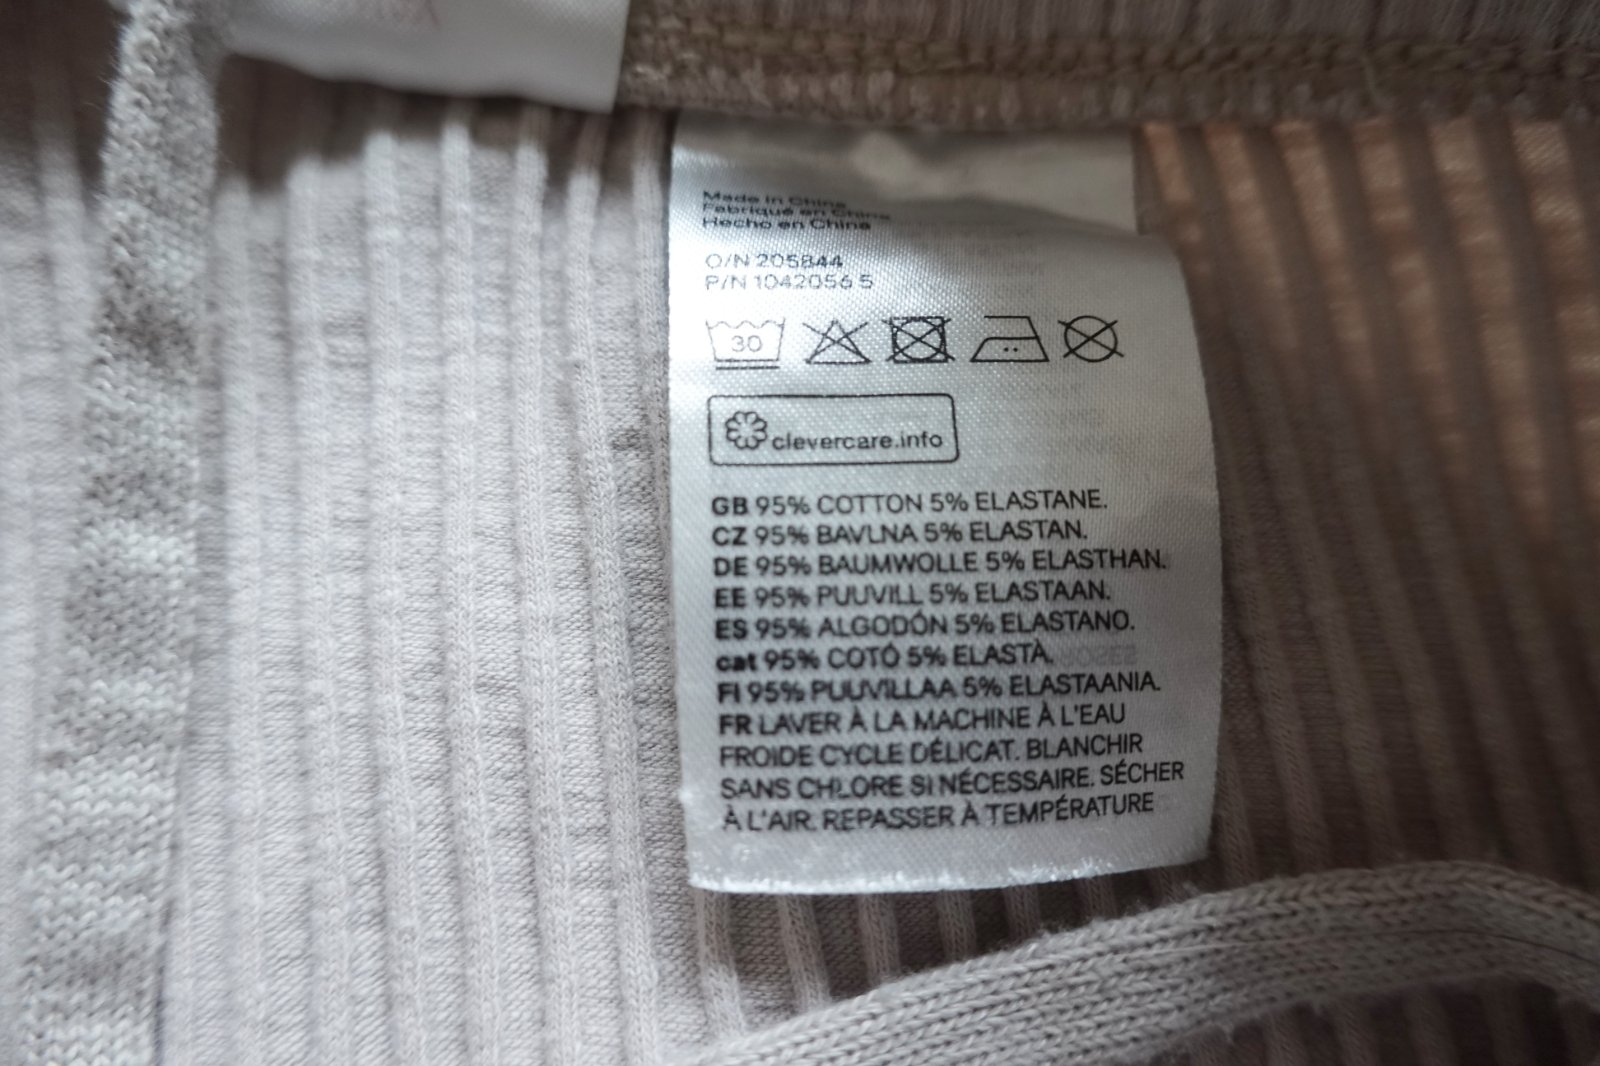 Made in China
Fabriqué en Chine
Hecho en China
O/N 205844
P/N 1042056 5
30
clevercare.info
GB 95% COTTON 5% ELASTANE.
CZ 95% BAVLNA 5% ELASTAN.
DE 95% BAUMWOLLE 5% ELASTHAN.
EE 95% PUUVILL 5% ELASTAAN.
ES 95% ALGODÓN 5% ELASTANO.
cat 95% COTÓ 5% ELASTÀ.
FI 95% PUUVILLAA 5% ELASTAANIA.
FR LAVER À LA MACHINE À L'EAU
FROIDE CYCLE DÉLICAT. BLANCHIR
SANS CHLORE SI NÉCESSAIRE. SÉCHER
À L'AIR. REPASSER À TEMPÉRATURE